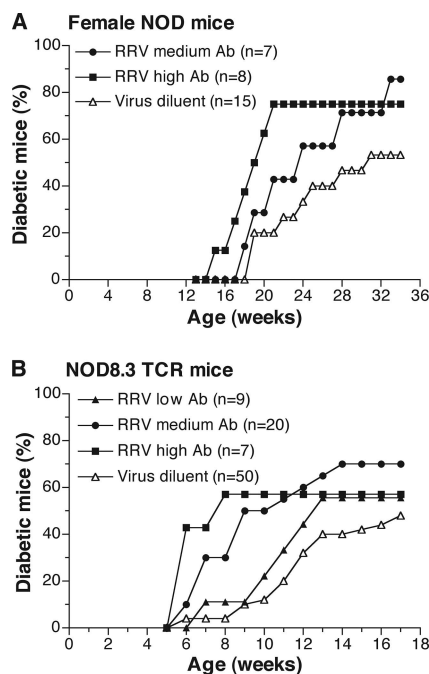 A Female NOD mice
RRV medium Ab (n=7)
RRV high Ab (n=8)
Virus diluent (n=15)
Diabetic mice (%)
100
80
60
40
20
0
0 4 8 12 16 20 24 28 32 36
Age (weeks)
B NOD8.3 TCR mice
RRV low Ab (n=9)
RRV medium Ab (n=20)
RRV high Ab (n=7)
Virus diluent (n=50)
Diabetic mice (%)
100
80
60
40
20
0
0 2 4 6 8 10 12 14 16 18
Age (weeks)